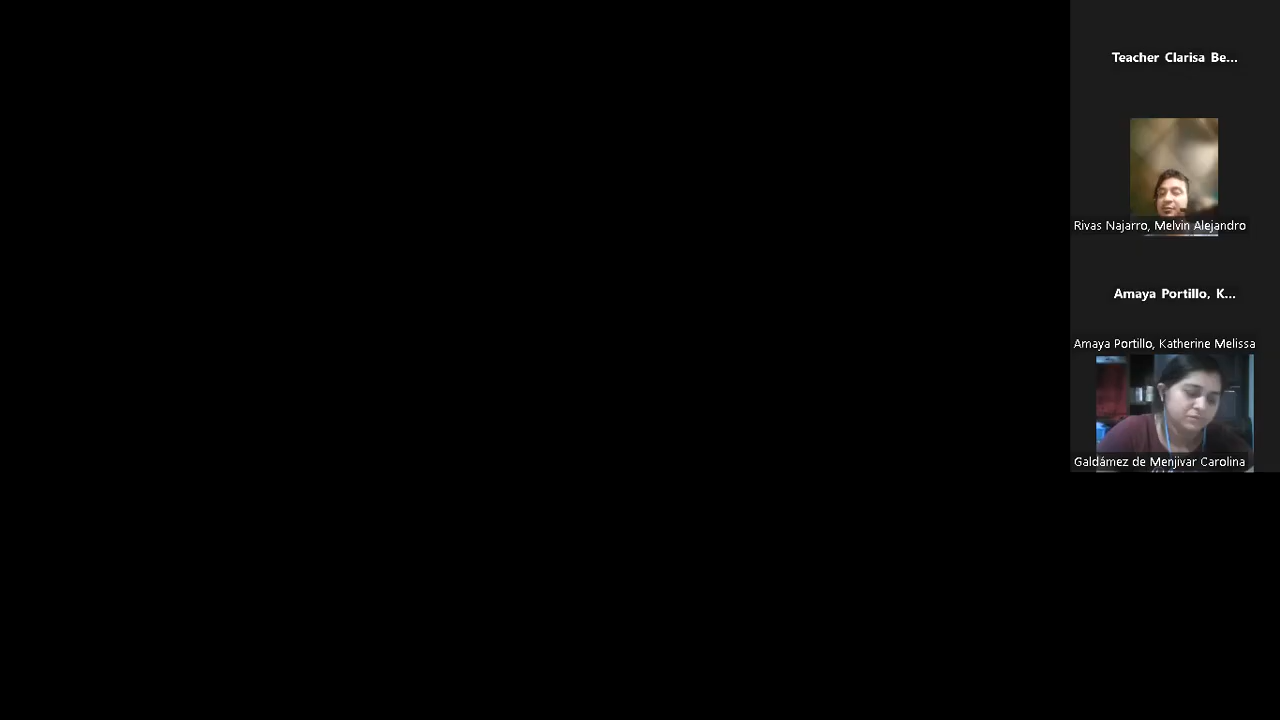 Teacher Clarisa Be...
Rivas Najarro, Melvin Alejandro
Amaya Portillo, K...
Amaya Portillo, Katherine Melissa
Galdámez de Menjivar Carolina